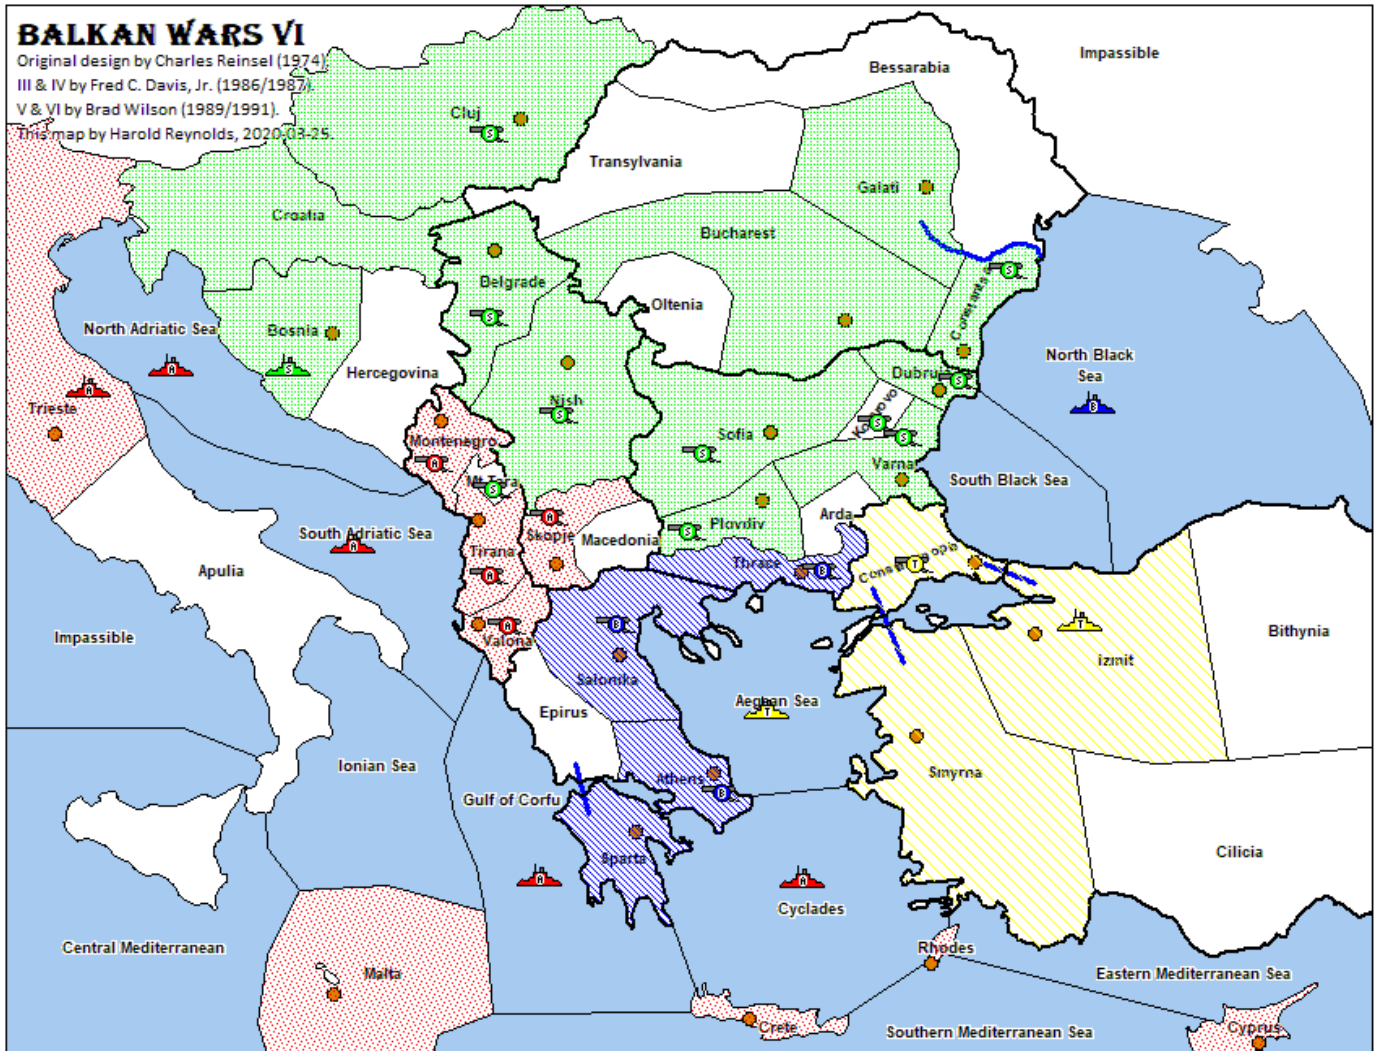 BALKAN WARS VI
Original design by Charles Reinsel (1974)
III & IV by Fred C. Davis, Jr. (1986/1987).
V & VI by Brad Wilson (1989/1991).
This map by Harold Reynolds, 2020-03-25.
Impassible
Bessarabia
Cluj
S
Transylvania
Galati
Croatia
Bucharest
Belgrade
S
Constanta
S
Oltenia
North Adriatic Sea
A
Bosnia
S
Hercegovina
North Black
Sea
B
Trieste
A
Nish
S
Dubruja
S
Kosovo
S
S
Sofia
S
Montenegro
A
Varna
South Black Sea
Mt Tara
S
Plovdiv
S
Arda
South Adriatic Sea
A
Skopje
A
Macedonia
Tirana
A
Thrace
B
Constantinople
T
Apulia
Impassible
Valona
A
B
Salonika
T
Izmit
Bithynia
Epirus
Aegean Sea
T
Ionian Sea
Athens
B
Smyrna
Gulf of Corfu
A
Sparta
A
Cyclades
Cilicia
Central Mediterranean
Malta
Rhodes
Eastern Mediterranean Sea
Crete
Southern Mediterranean Sea
Cyprus